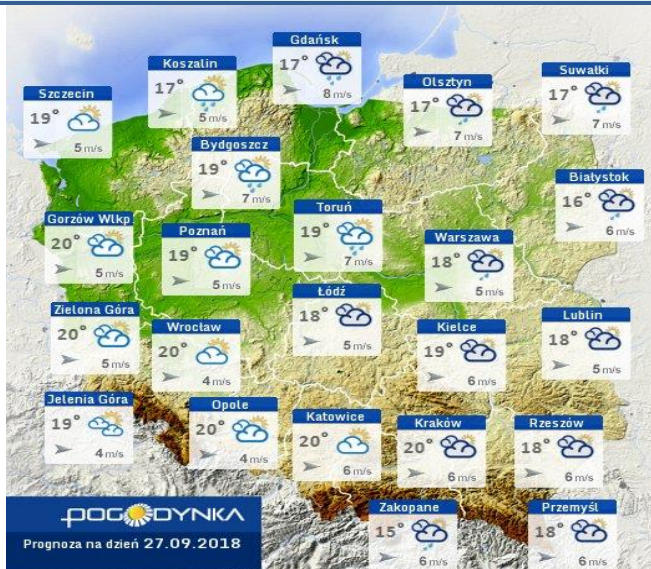 Gdańsk
17°
8 m/s
Koszalin
17°
5 m/s
Suwałki
17°
7 m/s
Olsztyn
17°
7 m/s
Szczecin
19°
5 m/s
Bydgoszcz
19°
7 m/s
Białystok
16°
6 m/s
Toruń
19°
7 m/s
Gorzów Wlkp
20°
5 m/s
Poznań
19°
5 m/s
Warszawa
18°
5 m/s
Łódź
18°
5 m/s
Zielona Góra
20°
5 m/s
Wrocław
20°
4 m/s
Kielce
19°
6 m/s
Lublin
18°
5 m/s
Jelenia Góra
19°
4 m/s
Opole
20°
4 m/s
Katowice
20°
6 m/s
Kraków
20°
6 m/s
Rzeszów
18°
6 m/s
Zakopane
15°
6 m/s
Przemyśl
18°
6 m/s
POGODYNKA
Prognoza na dzień 27.09.2018